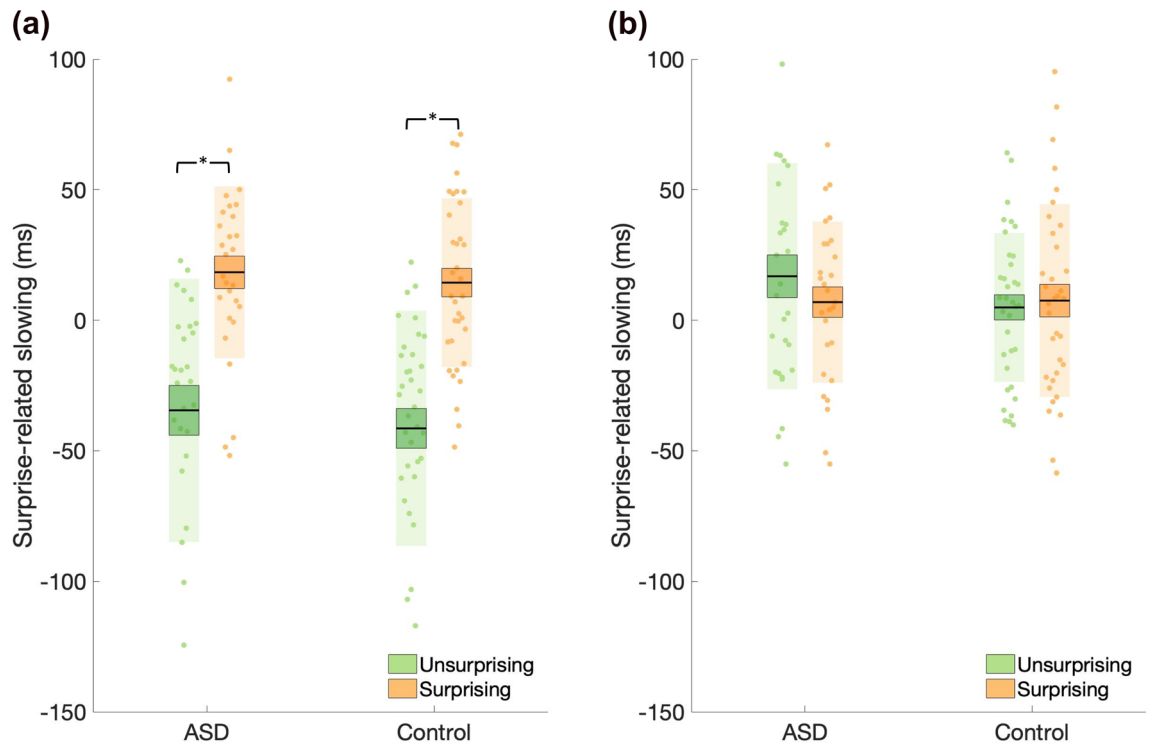 (a)
Surprise-related slowing (ms)
100
50
0
-50
-100
-150
*
*
ASD
Control
Unsurprising
Surprising
(b)
Surprise-related slowing (ms)
100
50
0
-50
-100
-150
ASD
Control
Unsurprising
Surprising